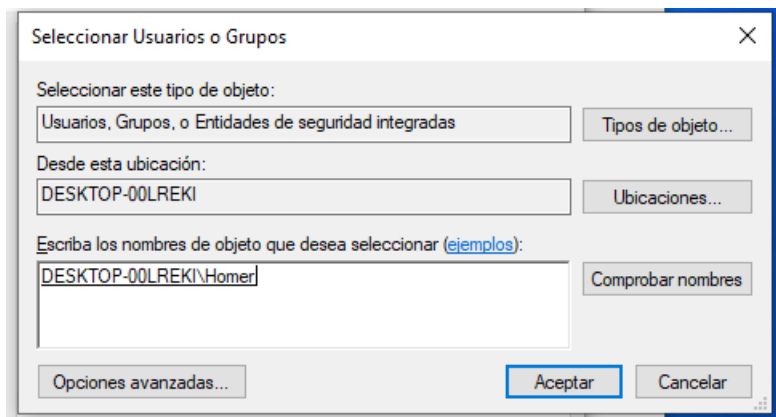 Seleccionar Usuarios o Grupos
Seleccionar este tipo de objeto:
Usuarios, Grupos, o Entidades de seguridad integradas
Tipos de objeto...
Desde esta ubicación:
DESKTOP-00LREKI
Ubicaciones...
Escriba los nombres de objeto que desea seleccionar (ejemplos):
DESKTOP-00LREKI\Homer
Comprobar nombres
Opciones avanzadas...
Aceptar
Cancelar